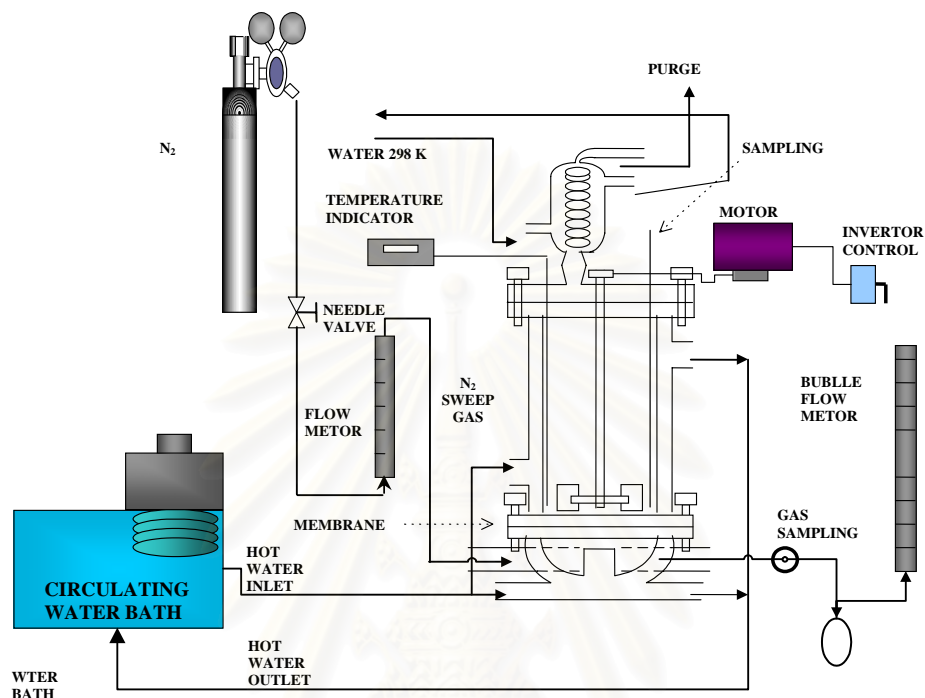 PURGE
N₂
WATER 298 K
SAMPLING
TEMPERATURE
INDICATOR
MOTOR
INVERTOR
CONTROL
NEEDLE
VALVE
N₂
SWEEP
GAS
FLOW
METOR
BUBLLE
FLOW
METOR
MEMBRANE
GAS
SAMPLING
HOT
WATER
INLET
CIRCULATING
WATER BATH
HOT
WATER
OUTLET
WTER
BATH